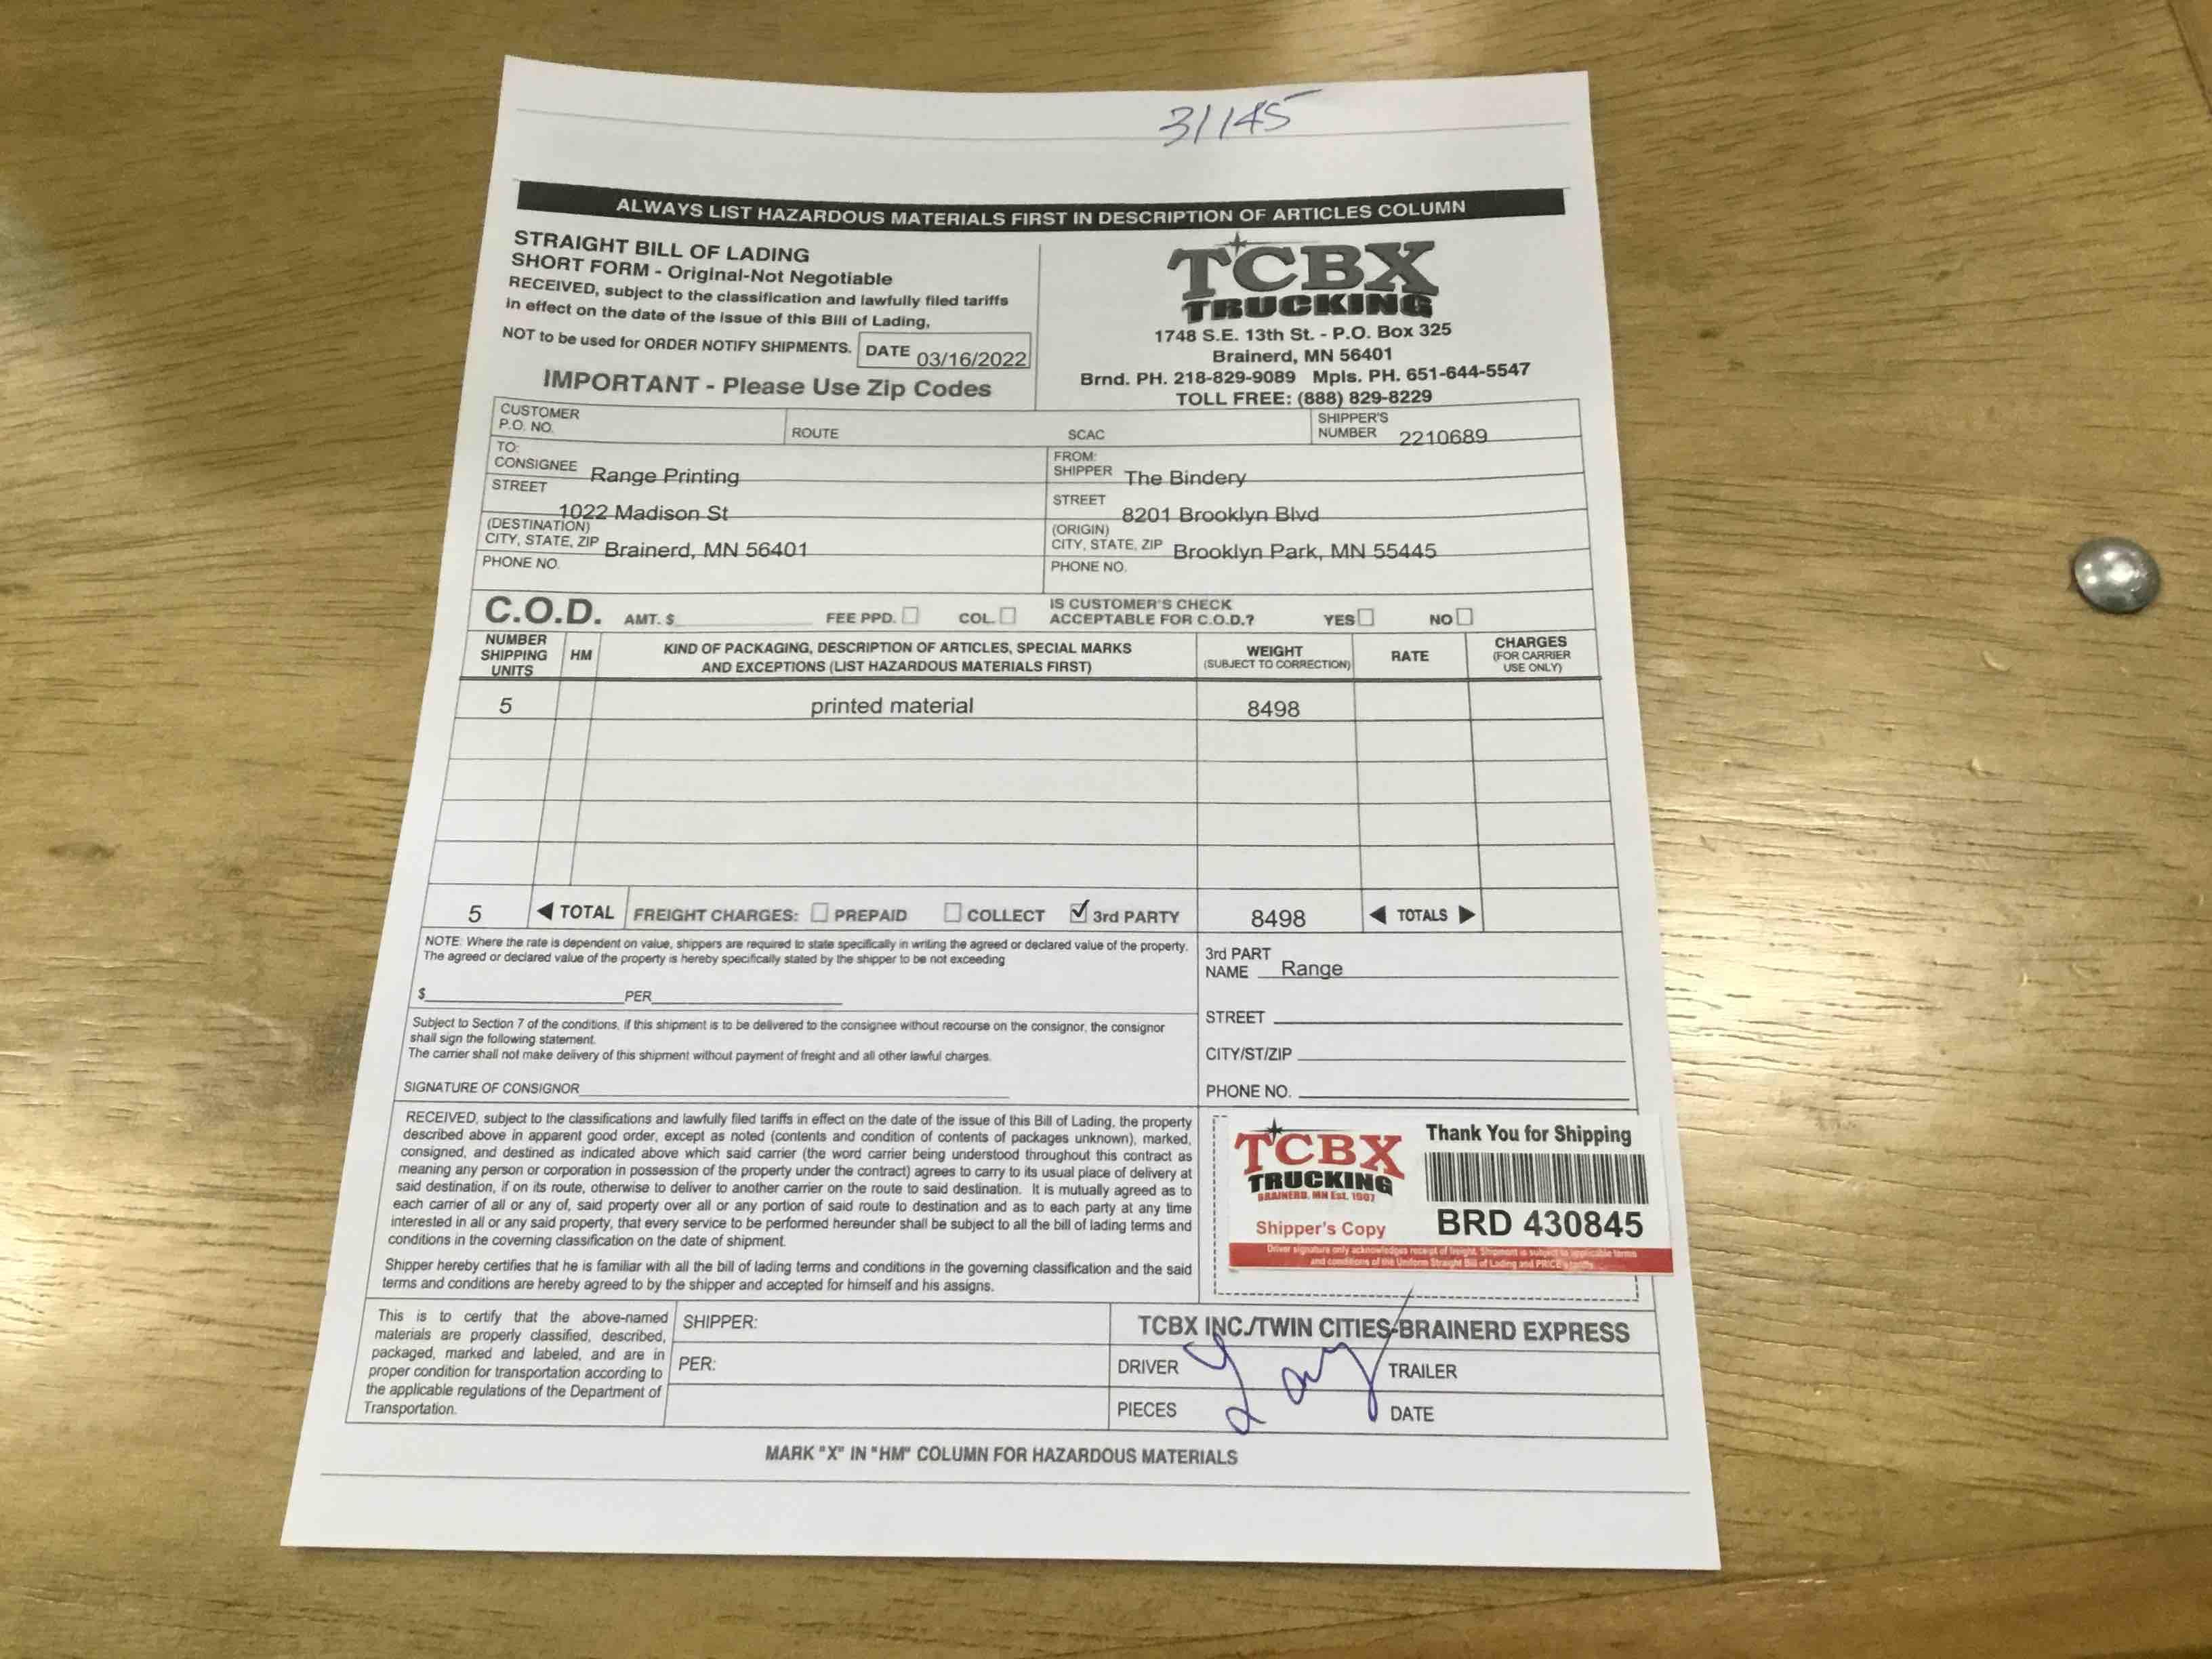 31145
ALWAYS LIST HAZARDOUS MATERIALS FIRST IN DESCRIPTION OF ARTICLES COLUMN
STRAIGHT BILL OF LADING
SHORT FORM - Original-Not Negotiable
RECEIVED, subject to the classification and lawfully filed tariffs
in effect on the date of the issue of this Bill of Lading,
NOT to be used for ORDER NOTIFY SHIPMENTS. DATE 03/16/2022
IMPORTANT - Please Use Zip Codes
TCBX
TRUCKING
1748 S.E. 13th St. - P.O. Box 325
Brainerd, MN 56401
Brnd. PH. 218-829-9089 Mpls. PH. 651-644-5547
TOLL FREE: (888) 829-8229
CUSTOMER
P.O. NO. ROUTE SCAC
SHIPPER'S
NUMBER 2210689
TO:
CONSIGNEE Range Printing
STREET
1022 Madison St
(DESTINATION)
CITY, STATE, ZIP Brainerd, MN 56401
PHONE NO.
FROM:
SHIPPER The Bindery
STREET
8201 Brooklyn Blvd
(ORIGIN)
CITY, STATE, ZIP Brooklyn Park, MN 55445
PHONE NO.
C.O.D. AMT. $ FEE PPD. COL.
IS CUSTOMER'S CHECK
ACCEPTABLE FOR C.O.D.? YES NO
NUMBER
SHIPPING
UNITS
HM
KIND OF PACKAGING, DESCRIPTION OF ARTICLES, SPECIAL MARKS
AND EXCEPTIONS (LIST HAZARDOUS MATERIALS FIRST)
WEIGHT
(SUBJECT TO CORRECTION)
RATE
CHARGES
(FOR CARRIER
USE ONLY)
5 printed material 8498
5 ◀ TOTAL FREIGHT CHARGES: ☐ PREPAID ☐ COLLECT ☑ 3rd PARTY 8498 ◀ TOTALS ▶
NOTE: Where the rate is dependent on value, shippers are required to state specifically in writing the agreed or declared value of the property.
The agreed or declared value of the property is hereby specifically stated by the shipper to be not exceeding
$ PER
Subject to Section 7 of the conditions, if this shipment is to be delivered to the consignee without recourse on the consignor, the consignor
shall sign the following statement.
The carrier shall not make delivery of this shipment without payment of freight and all other lawful charges.
SIGNATURE OF CONSIGNOR
3rd PART
NAME Range
STREET
CITY/ST/ZIP
PHONE NO.
RECEIVED, subject to the classifications and lawfully filed tariffs in effect on the date of the issue of this Bill of Lading, the property
described above in apparent good order, except as noted (contents and condition of contents of packages unknown), marked,
consigned, and destined as indicated above which said carrier (the word carrier being understood throughout this contract as
meaning any person or corporation in possession of the property under the contract) agrees to carry to its usual place of delivery at
said destination, if on its route, otherwise to deliver to another carrier on the route to said destination. It is mutually agreed as to
each carrier of all or any of, said property over all or any portion of said route to destination and as to each party at any time
interested in all or any said property, that every service to be performed hereunder shall be subject to all the bill of lading terms and
conditions in the coverning classification on the date of shipment.
Shipper hereby certifies that he is familiar with all the bill of lading terms and conditions in the governing classification and the said
terms and conditions are hereby agreed to by the shipper and accepted for himself and his assigns.
TCBX
TRUCKING
BRAINERD, MN Est. 1907
Shipper's Copy
Thank You for Shipping
BRD 430845
Driver signature only acknowledges receipt of freight. Shipment is subject to applicable terms
and conditions of the Uniform Straight Bill of Lading and PRICE
This is to certify that the above-named
materials are properly classified, described,
packaged, marked and labeled, and are in
proper condition for transportation according to
the applicable regulations of the Department of
Transportation.
SHIPPER:
PER:
TCBX INC./TWIN CITIES-BRAINERD EXPRESS
DRIVER TRAILER
PIECES DATE
MARK "X" IN "HM" COLUMN FOR HAZARDOUS MATERIALS